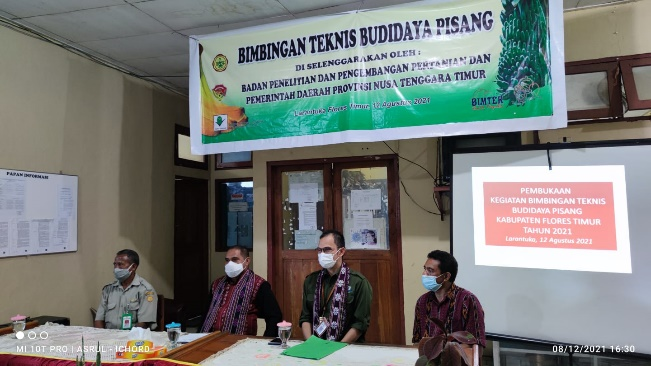 BIMBINGAN TEKNIS BUDIDAYA PISANG
DI SELENGGARAKAN OLEH :
BADAN PENELITIAN DAN PENGEMBANGAN PERTANIAN DAN
PEMERINTAH DAERAH PROVINSI NUSA TENGGARA TIMUR
Larantuka Flores Timur, 12 Agustus 2021
BIMTEK
PAPAN INFORMASI
PEMBUKAAN
KEGIATAN BIMBINGAN TEKNIS
BUDIDAYA PISANG
KABUPATEN FLORES TIMUR
TAHUN 2021
Larantuka, 12 Agustus 2021
MI 10T PRO | ASRUL - ICHORD
08/12/2021 16:30